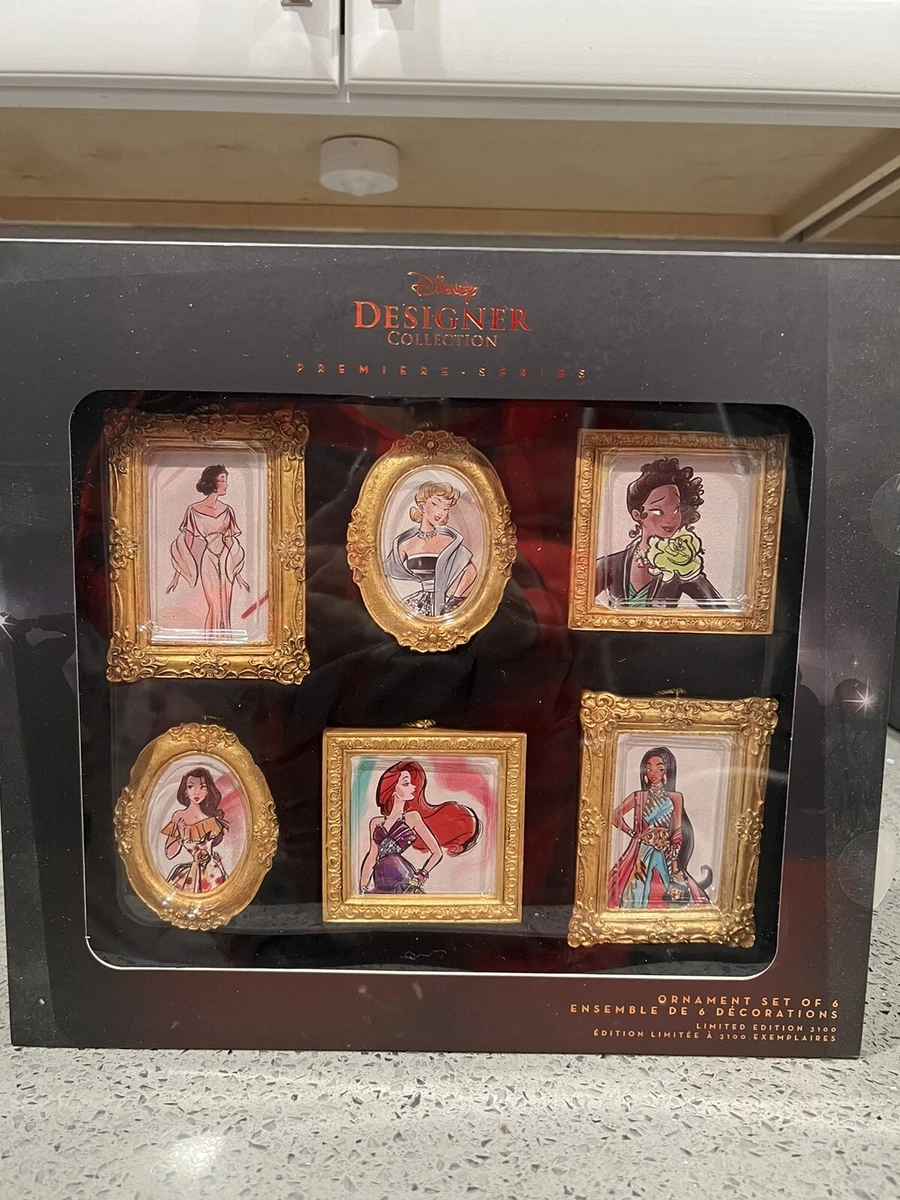 Disney
DESIGNER
COLLECTION
PREMIERE·SERIES
ORNAMENT SET OF 6
ENSEMBLE DE 6 DÉCORATIONS
LIMITED EDITION 3100
ÉDITION LIMITÉE À 3100 EXEMPLAIRES